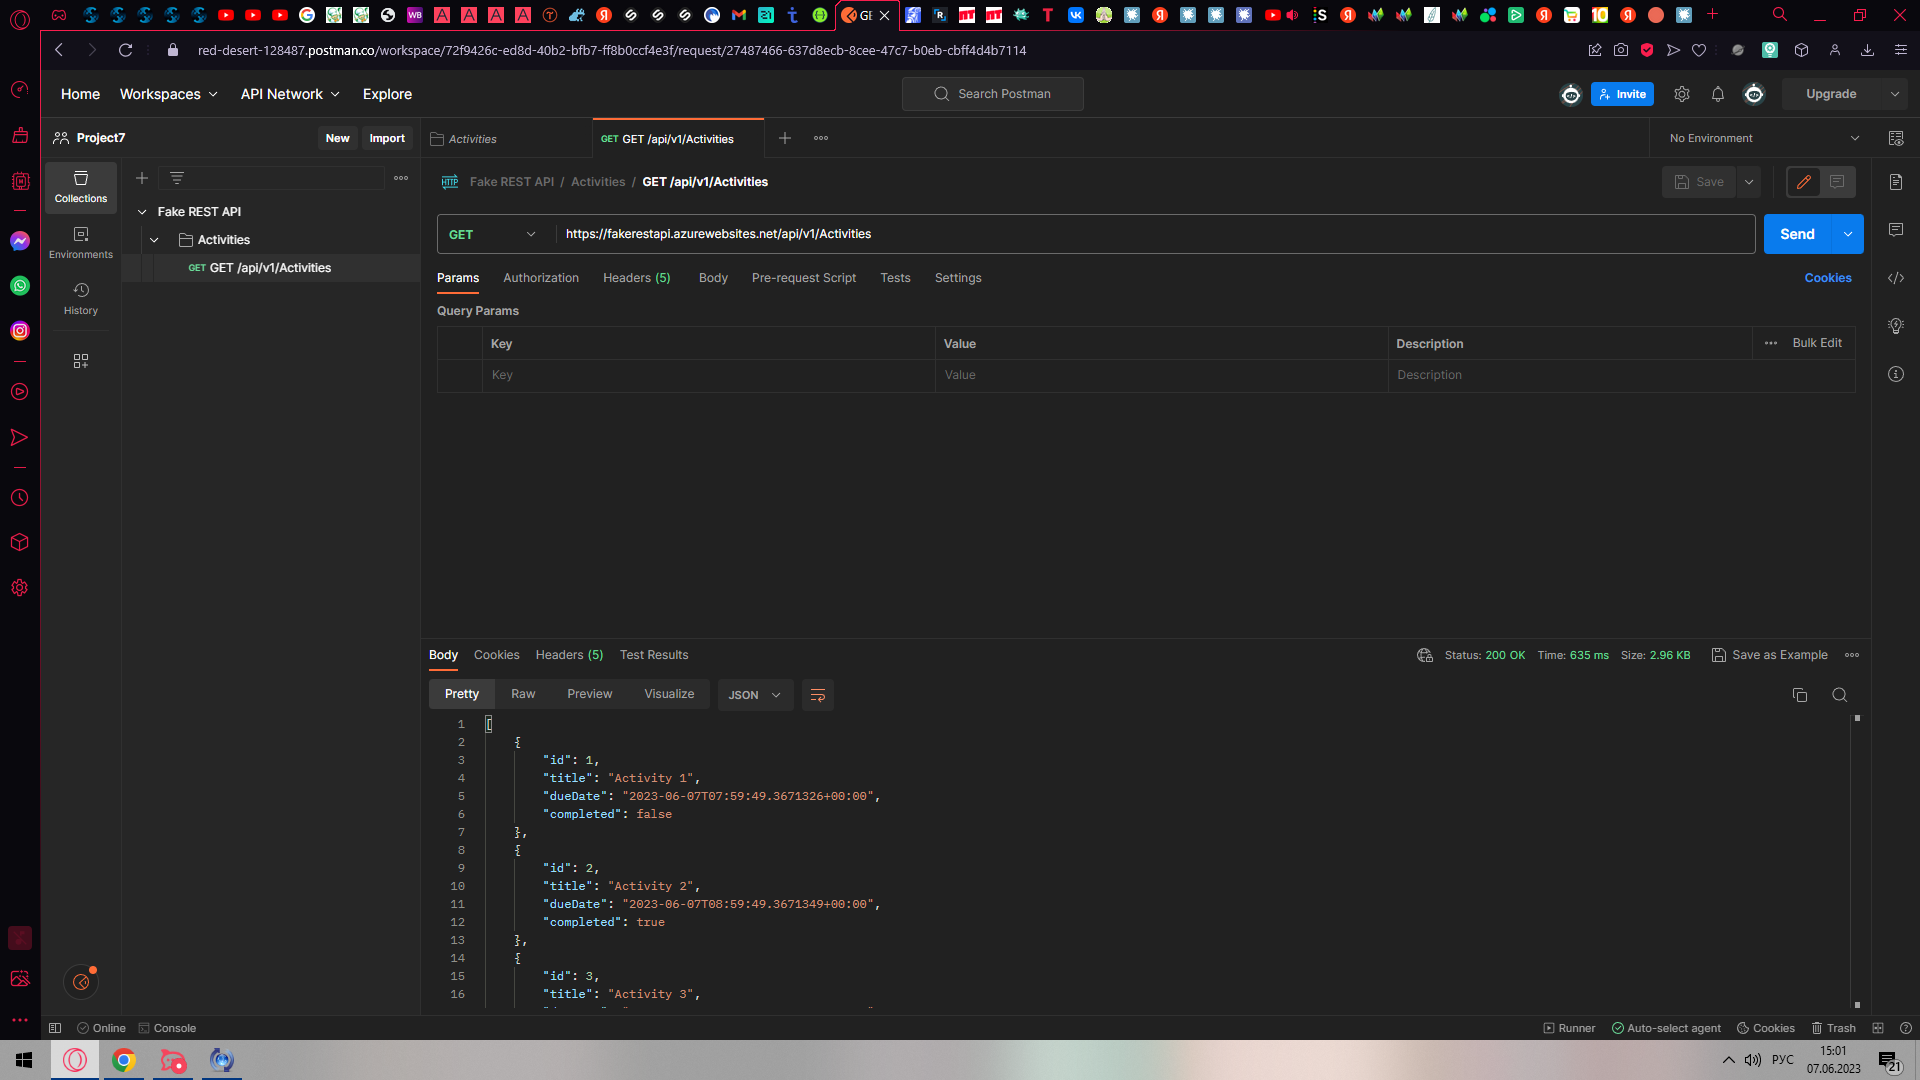 GE
red-desert-128487.postman.co/workspace/72f9426c-ed8d-40b2-bfb7-ff8b0ccf4e3f/request/27487466-637d8ecb-8cee-47c7-b0eb-cbff4d4b7114
Home Workspaces API Network Explore Search Postman Invite Upgrade
Project7 New Import Activities GET GET /api/v1/Activities No Environment
Collections
Fake REST API / Activities / GET /api/v1/Activities Save
Fake REST API
Activities
GET GET /api/v1/Activities
Environments
History
GET https://fakerestapi.azurewebsites.net/api/v1/Activities Send
Params Authorization Headers (5) Body Pre-request Script Tests Settings Cookies
Query Params
Key Value Description Bulk Edit
Key Value Description
Body Cookies Headers (5) Test Results Status: 200 OK Time: 635 ms Size: 2.96 KB Save as Example
Pretty Raw Preview Visualize JSON
1 [
2 {
3 "id": 1,
4 "title": "Activity 1",
5 "dueDate": "2023-06-07T07:59:49.3671326+00:00",
6 "completed": false
7 },
8 {
9 "id": 2,
10 "title": "Activity 2",
11 "dueDate": "2023-06-07T08:59:49.3671349+00:00",
12 "completed": true
13 },
14 {
15 "id": 3,
16 "title": "Activity 3",
Online Console Runner Auto-select agent Cookies Trash
РУС 15:01
07.06.2023 21